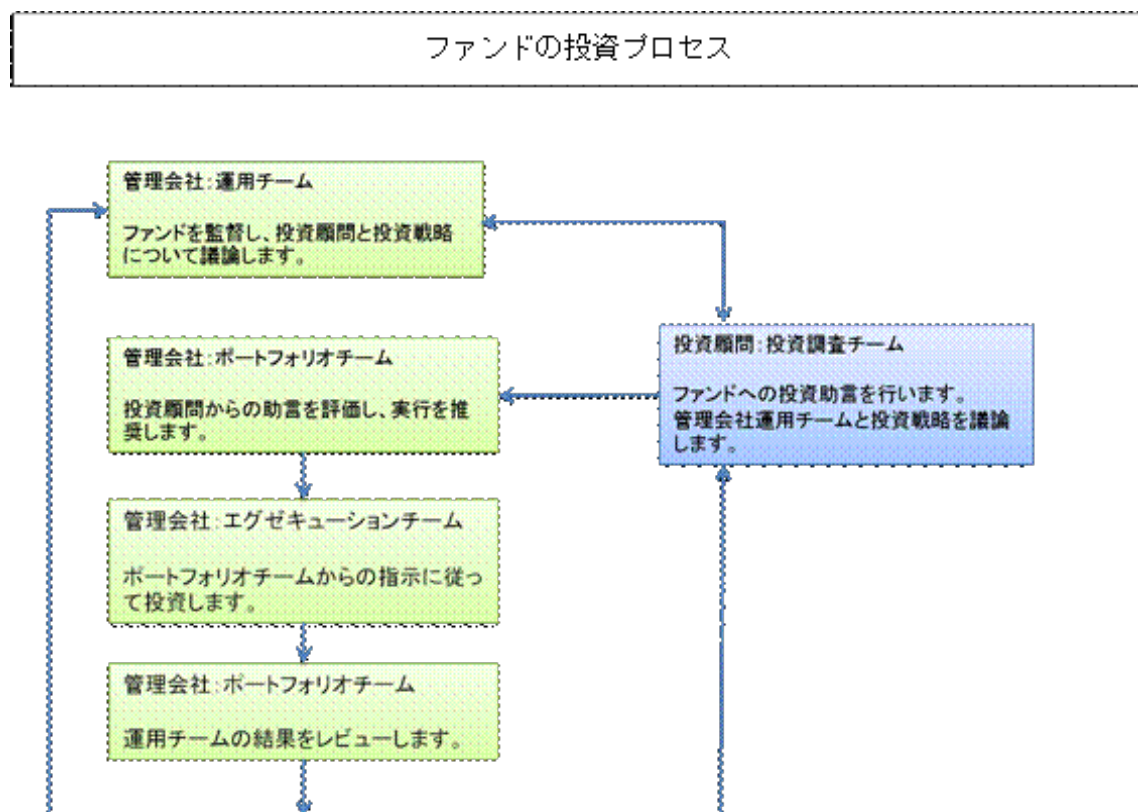 ファンドの投資プロセス
管理会社:運用チーム
ファンドを監督し、投資顧問と投資戦略
について議論します。
管理会社:ポートフォリオチーム
投資顧問からの助言を評価し、実行を推
奨します。
投資顧問:投資調査チーム
ファンドへの投資助言を行います。
管理会社運用チームと投資戦略を議論
します。
管理会社:エグゼキューションチーム
ポートフォリオチームからの指示に従っ
て投資します。
管理会社:ポートフォリオチーム
運用チームの結果をレビューします。